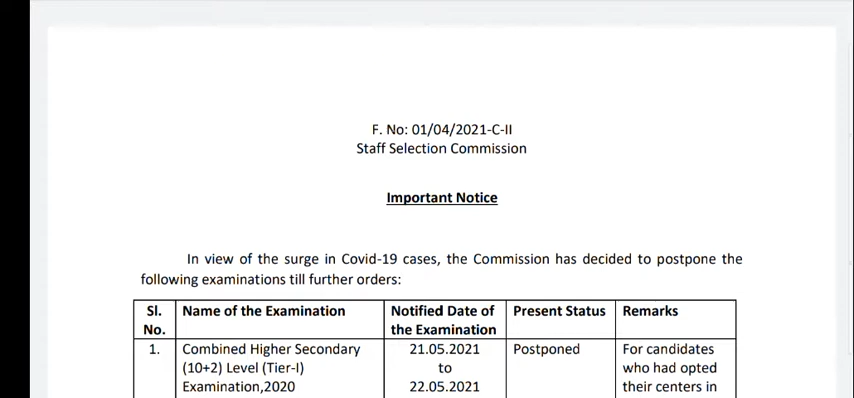 F. No: 01/04/2021-C-II
Staff Selection Commission
Important Notice
In view of the surge in Covid-19 cases, the Commission has decided to postpone the
following examinations till further orders:
Sl. No. Name of the Examination Notified Date of the Examination Present Status Remarks
1. Combined Higher Secondary 21.05.2021 Postponed For candidates
(10+2) Level (Tier-I) to who had opted
Examination,2020 22.05.2021 their centers in